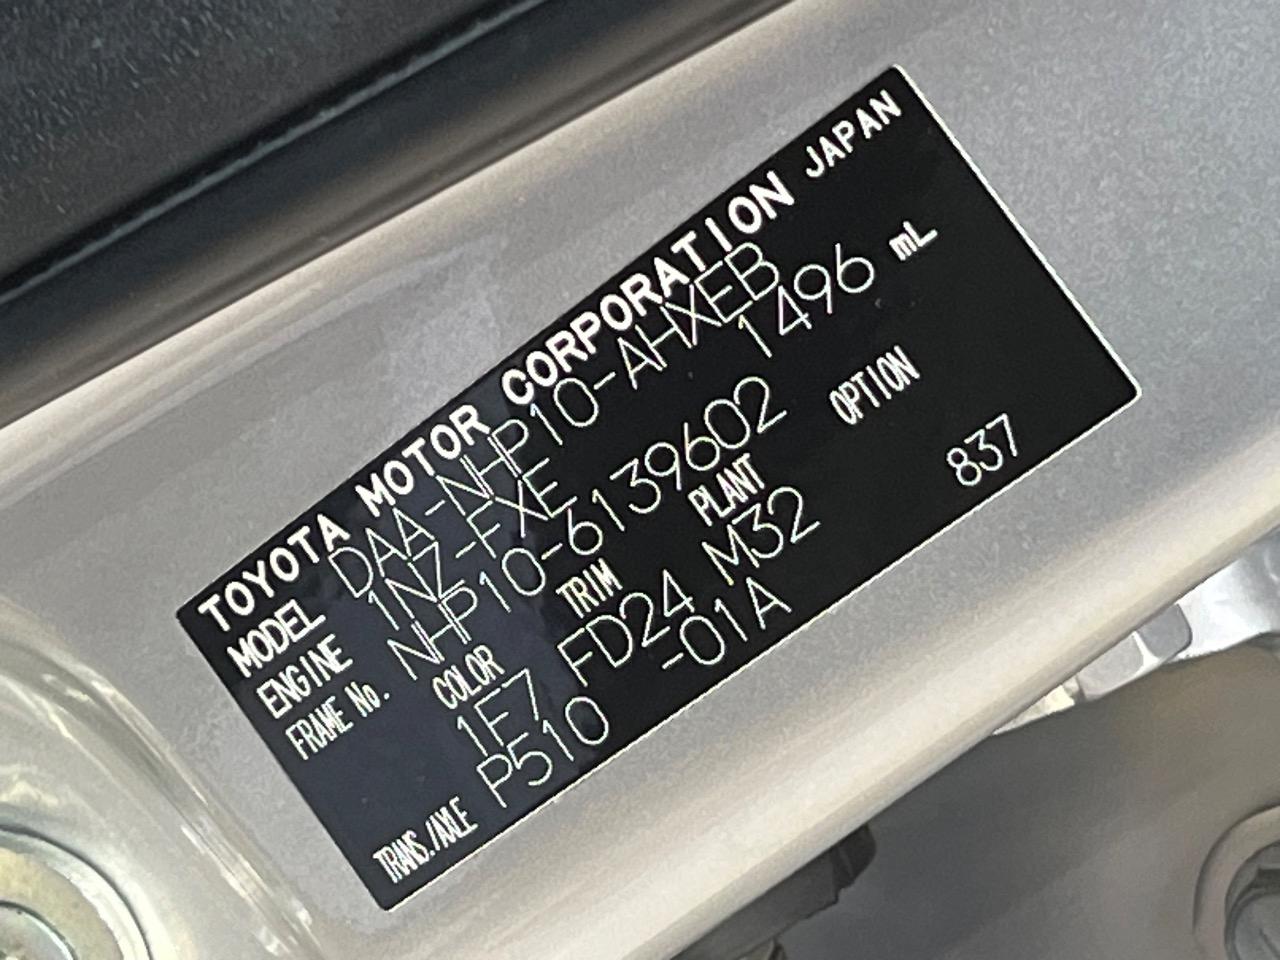 TOYOTA MOTOR CORPORATION JAPAN
MODEL DAA-NHP10-AHXEB
ENGINE 1NZ-FXE 1496 mL
FRAME No. NHP10-6139602
COLOR TRIM PLANT OPTION
1F7 FD24 M32 837
TRANS./AXLE P510 -01A